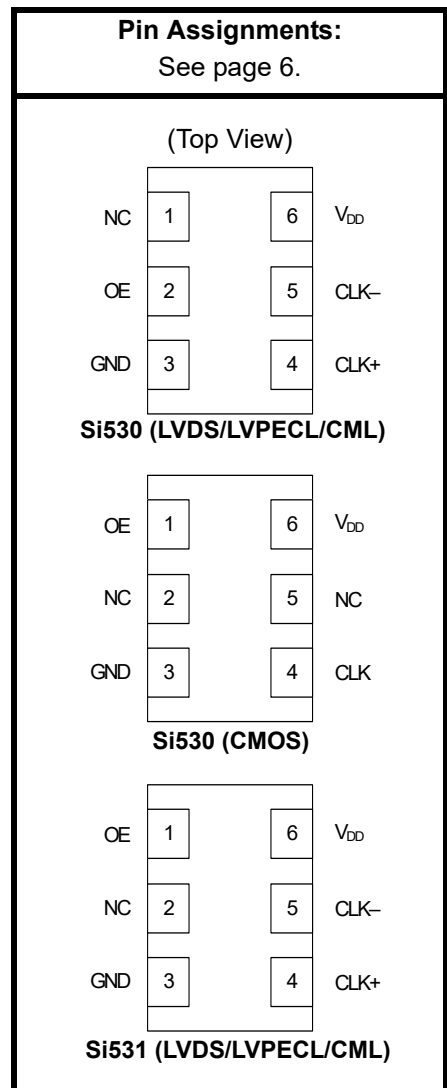 Pin Assignments:
See page 6.
(Top View)
NC 1 6 VDD
OE 2 5 CLK–
GND 3 4 CLK+
Si530 (LVDS/LVPECL/CML)
OE 1 6 VDD
NC 2 5 NC
GND 3 4 CLK
Si530 (CMOS)
OE 1 6 VDD
NC 2 5 CLK–
GND 3 4 CLK+
Si531 (LVDS/LVPECL/CML)